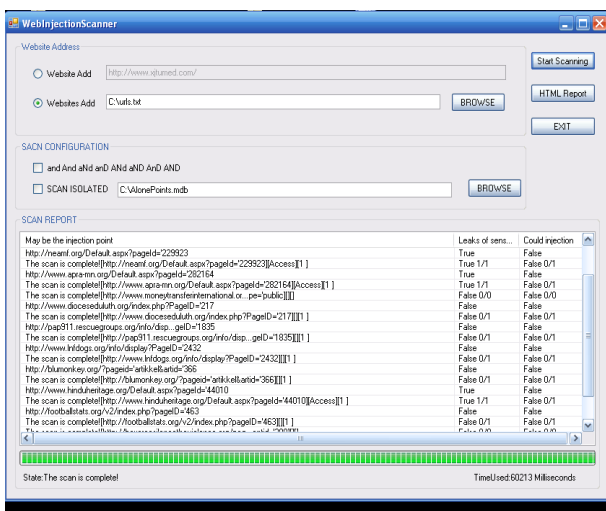 WebInjectionScanner
Website Address
Website Add http://www.xjtumed.com/
Start Scanning
Websites Add C:\urls.txt BROWSE
HTML Report
EXIT
SACN CONFIGURATION
and And aNd anD ANd aND AnD AND
SCAN ISOLATED C:\AlonePoints.mdb BROWSE
SCAN REPORT
May be the injection point Leaks of sens... Could injection
http://neamf.org/Default.aspx?pageId='229923 True False
The scan is complete![http://neamf.org/Default.aspx?pageId='229923][Access][1 ] True 1/1 False 0/1
http://www.apra-mn.org/Default.aspx?pageId='282164 True False
The scan is complete![http://www.apra-mn.org/Default.aspx?pageId='282164][Access][1 ] True 1/1 False 0/1
The scan is complete![http://www.moneytransferinternational.or...pe='public][][] False 0/0 False 0/0
http://www.dioceseduluth.org/index.php?PageID='217 False False
The scan is complete![http://www.dioceseduluth.org/index.php?PageID='217][][1 ] False 0/1 False 0/1
http://pap911.rescuegroups.org/info/disp...geID='1835 False False
The scan is complete![http://pap911.rescuegroups.org/info/disp...geID='1835][][1 ] False 0/1 False 0/1
http://www.lnfdogs.org/info/display?PageID='2432 False False
The scan is complete![http://www.lnfdogs.org/info/display?PageID='2432][][1 ] False 0/1 False 0/1
http://blumonkey.org/?pageid='artikkel&artid='366 False False
The scan is complete![http://blumonkey.org/?pageid='artikkel&artid='366][][1 ] False 0/1 False 0/1
http://www.hinduheritage.org/Default.aspx?pageId='44010 True False
The scan is complete![http://www.hinduheritage.org/Default.aspx?pageId='44010][Access][1 ] True 1/1 False 0/1
http://footballstats.org/v2/index.php?pageID='463 False False
The scan is complete![http://footballstats.org/v2/index.php?pageID='463][][1 ] False 0/1 False 0/1
State:The scan is complete! TimeUsed:60213 Milliseconds